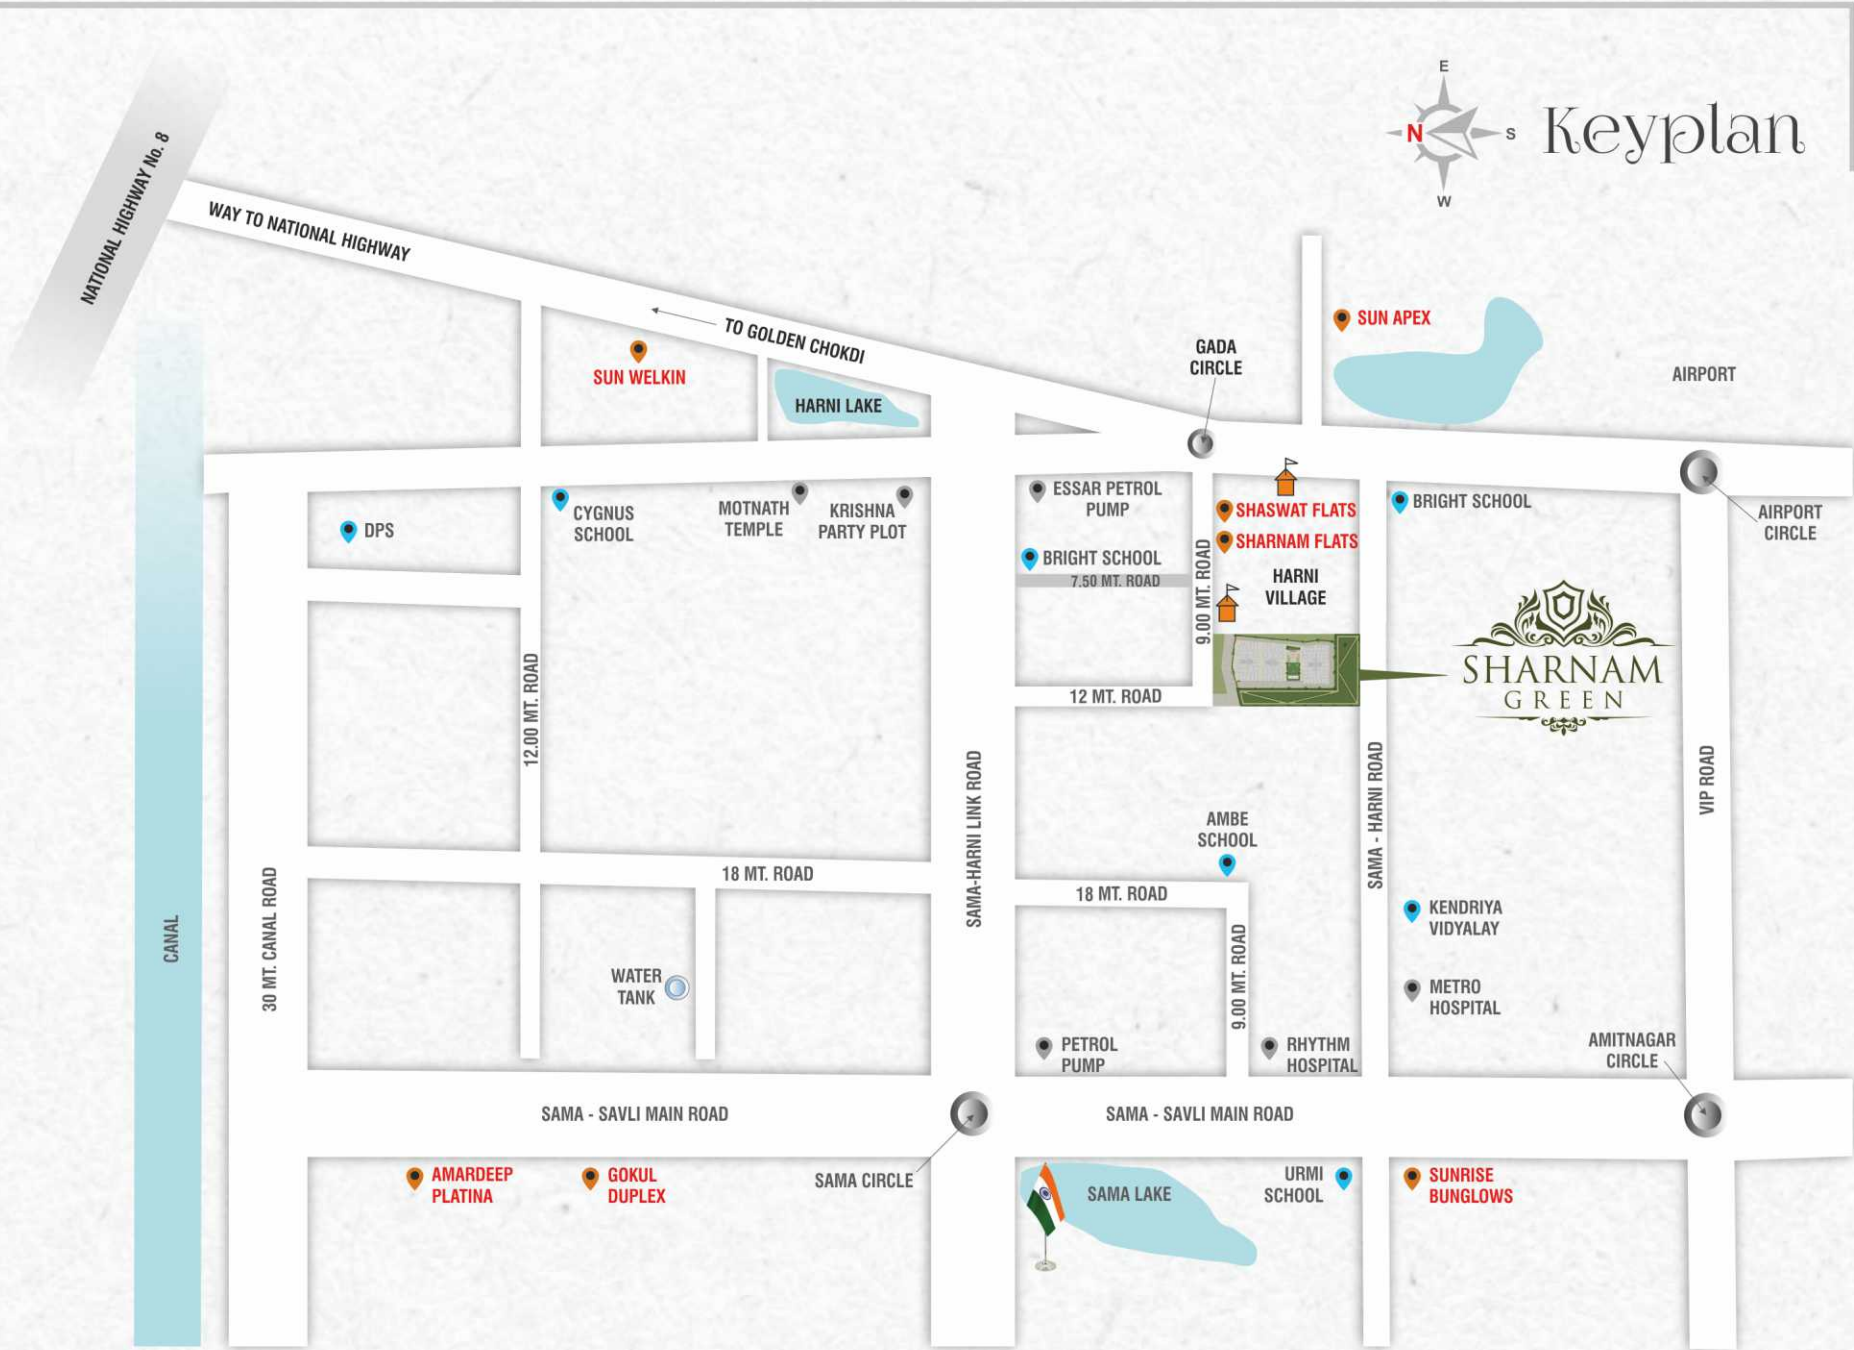 E
N
S
W
Keyplan
NATIONAL HIGHWAY No. 8
WAY TO NATIONAL HIGHWAY
TO GOLDEN CHOKDI
SUN WELKIN
HARNI LAKE
GADA
CIRCLE
SUN APEX
AIRPORT
DPS
CYGNUS
SCHOOL
MOTNATH
TEMPLE
KRISHNA
PARTY PLOT
ESSAR PETROL
PUMP
BRIGHT SCHOOL
7.50 MT. ROAD
9.00 MT. ROAD
SHASWAT FLATS
SHARNAM FLATS
HARNI
VILLAGE
BRIGHT SCHOOL
AIRPORT
CIRCLE
SHARNAM
GREEN
12.00 MT. ROAD
12 MT. ROAD
SAMA-HARNI LINK ROAD
SAMA - HARNI ROAD
VIP ROAD
AMBE
SCHOOL
18 MT. ROAD
18 MT. ROAD
CANAL
30 MT. CANAL ROAD
WATER
TANK
9.00 MT. ROAD
KENDRIYA
VIDYALAY
METRO
HOSPITAL
PETROL
PUMP
RHYTHM
HOSPITAL
AMITNAGAR
CIRCLE
SAMA - SAVLI MAIN ROAD
SAMA - SAVLI MAIN ROAD
AMARDEEP
PLATINA
GOKUL
DUPLEX
SAMA CIRCLE
SAMA LAKE
URMI
SCHOOL
SUNRISE
BUNGLOWS